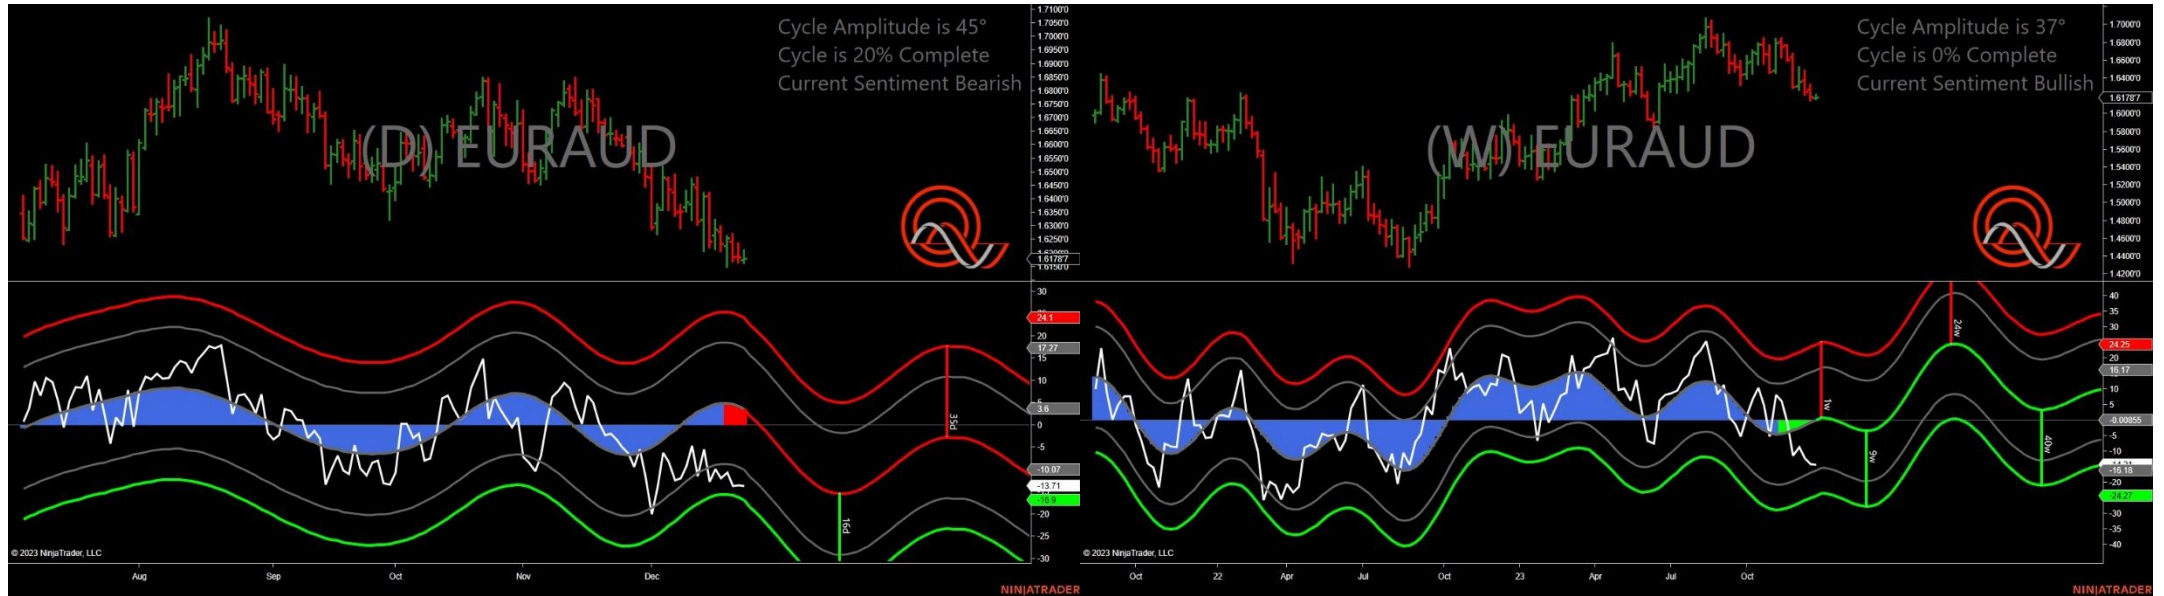 Cycle Amplitude is 45°
Cycle is 20% Complete
Current Sentiment Bearish
(D) EURAUD
1.7100'0
1.7050'0
1.7000'0
1.6950'0
1.6900'0
1.6850'0
1.6800'0
1.6750'0
1.6700'0
1.6650'0
1.6600'0
1.6550'0
1.6500'0
1.6450'0
1.6400'0
1.6350'0
1.6300'0
1.6250'0
1.6178'7
1.6150'0
30
24.1
20
17.27
15
10
5
3.6
0
-5
-10.07
-13.71
-16.9
-20
-25
-30
35d
16d
© 2023 NinjaTrader, LLC
Aug
Sep
Oct
Nov
Dec
NINJATRADER
Cycle Amplitude is 37°
Cycle is 0% Complete
Current Sentiment Bullish
(W) EURAUD
1.7000'0
1.6800'0
1.6600'0
1.6400'0
1.6178'7
1.6000'0
1.5800'0
1.5600'0
1.5400'0
1.5200'0
1.5000'0
1.4800'0
1.4600'0
1.4400'0
1.4200'0
40
35
30
24.25
20
15.17
10
5
-0.00855
-5
-10
-16.18
-20
-24.27
-30
-35
-40
1w
9w
24w
40w
© 2023 NinjaTrader, LLC
Oct
22
Apr
Jul
Oct
23
Apr
Jul
Oct
NINJATRADER